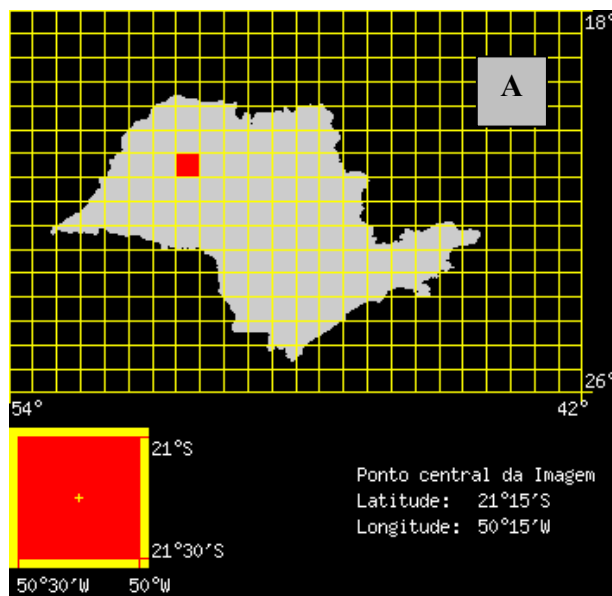 18°
A
26°
54°
42°
21°S
21°30'S
50°30'W
50°W
Ponto central da Imagem
Latitude: 21°15'S
Longitude: 50°15'W